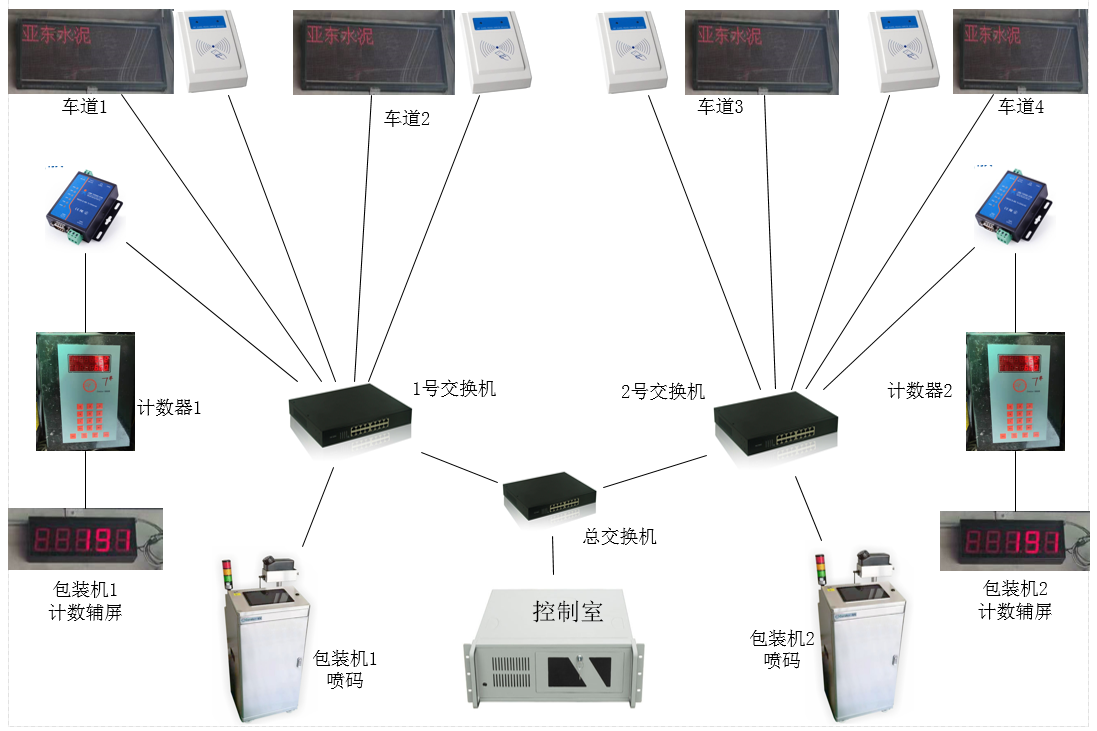 亚东水泥
亚东水泥
亚东水泥
亚东水泥
车道1
车道2
车道3
车道4
1号交换机
2号交换机
计数器1
计数器2
7#
7#
总交换机
191
191
包装机1
计数辅屏
包装机2
计数辅屏
控制室
包装机1
喷码
包装机2
喷码